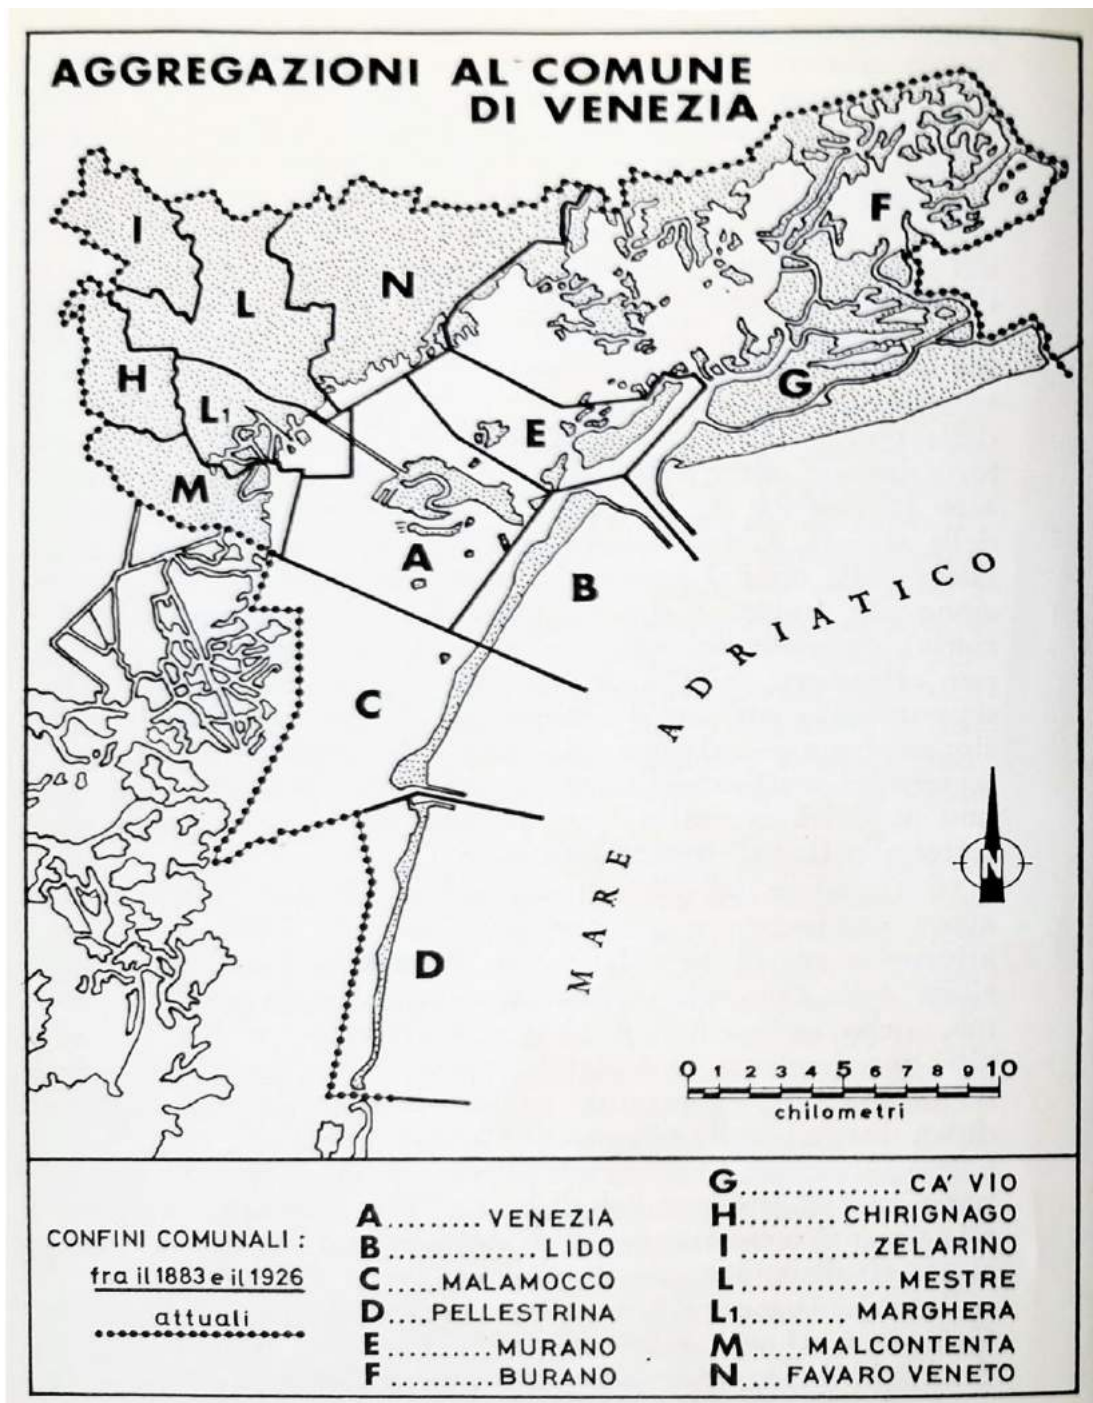 AGGREGAZIONI AL COMUNE
DI VENEZIA
I
L
N
F
H
L1
M
E
G
A
B
C
D
MARE ADRIATICO
N
0 1 2 3 4 5 6 7 8 9 10
chilometri
CONFINI COMUNALI :
fra il 1883 e il 1926
attuali
A.........VENEZIA
B..............LIDO
C.....MALAMOCCO
D....PELLESTRINA
E.........MURANO
F..........BURANO
G...............CA' VIO
H.........CHIRIGNAGO
I............ZELARINO
L..............MESTRE
L1..........MARGHERA
M.....MALCONTENTA
N....FAVARO VENETO